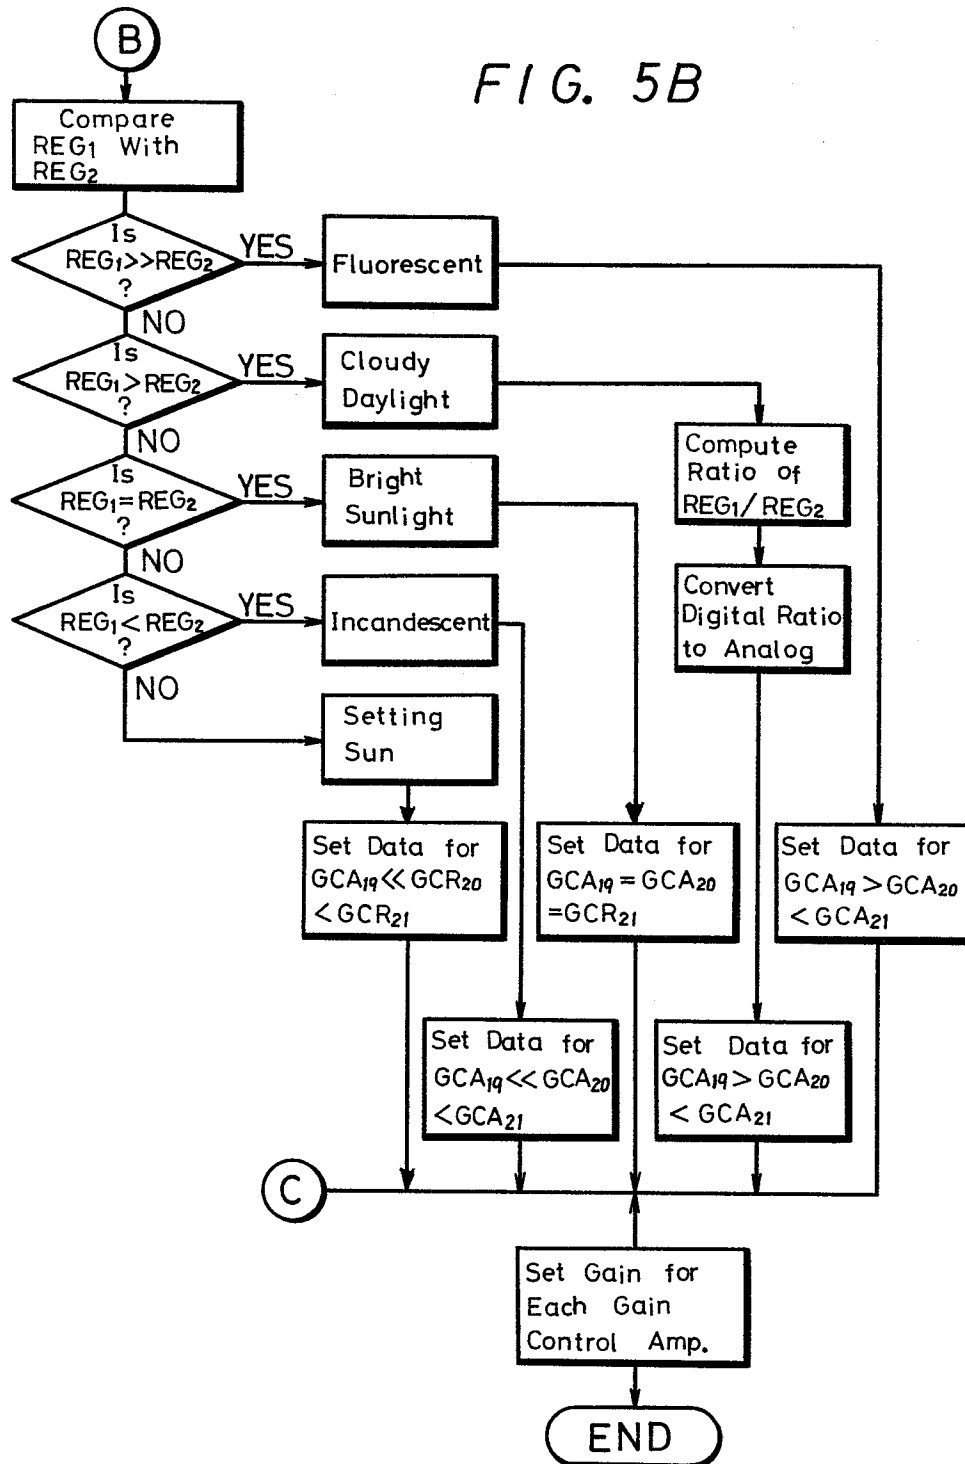 B
FIG. 5B
Compare
REG1 With
REG2
Is
REG1>>REG2
?
YES
Fluorescent
NO
Is
REG1>REG2
?
YES
Cloudy
Daylight
NO
Compute
Ratio of
REG1/REG2
Is
REG1=REG2
?
YES
Bright
Sunlight
NO
Convert
Digital Ratio
to Analog
Is
REG1<REG2
?
YES
Incandescent
NO
Setting
Sun
Set Data for
GCA19≪GCR20
<GCR21
Set Data for
GCA19=GCA20
=GCR21
Set Data for
GCA19>GCA20
<GCA21
Set Data for
GCA19<<GCA20
<GCA21
Set Data for
GCA19>GCA20
<GCA21
C
Set Gain for
Each Gain
Control Amp.
END